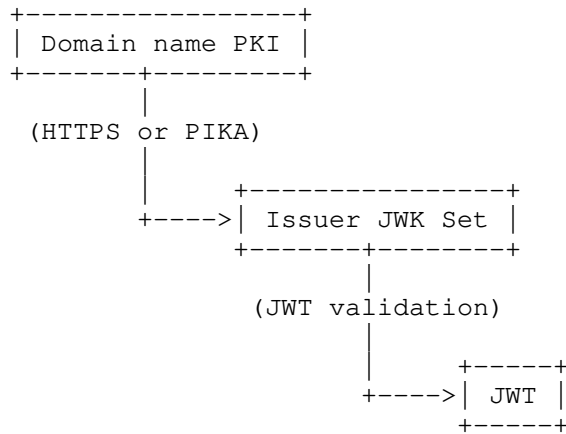 Domain name PKI
(HTTPS or PIKA)
Issuer JWK Set
(JWT validation)
JWT